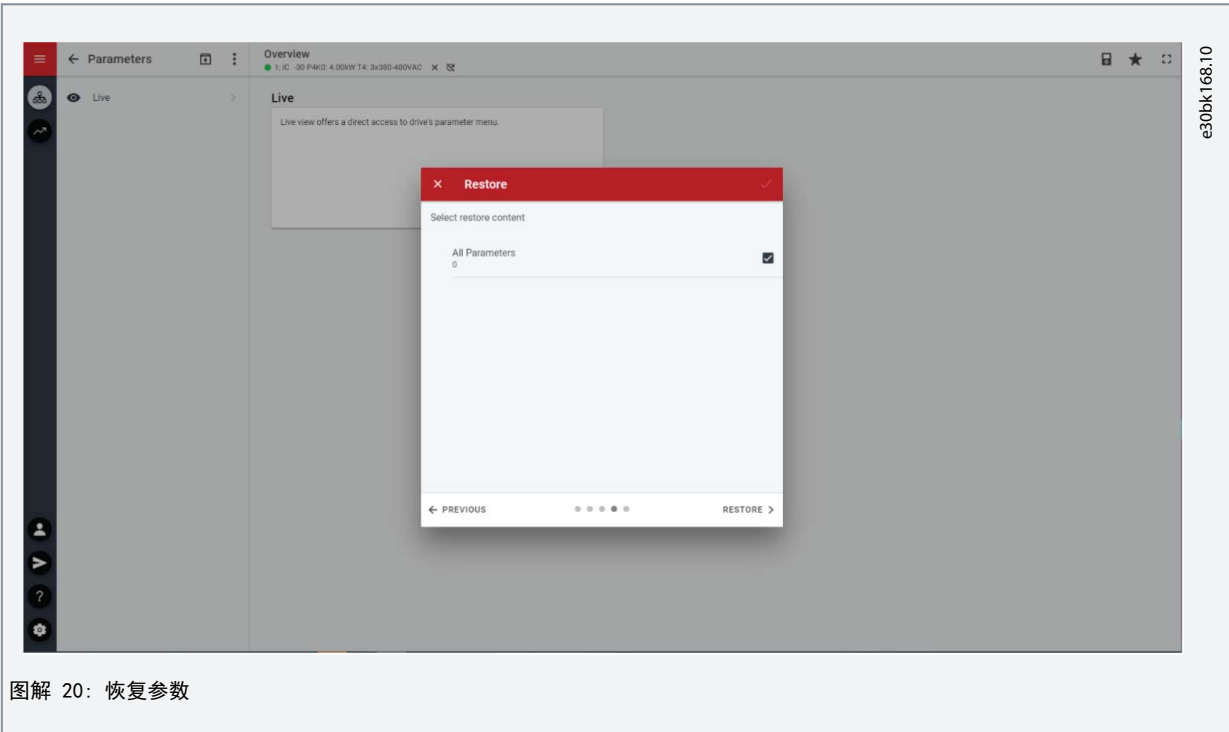 Parameters
Overview
1: iC -30 P4K0: 4.00kW T4: 3x380-480VAC
Live
Live
Live view offers a direct access to drive's parameter menu.
Restore
Select restore content
All Parameters
0
PREVIOUS
RESTORE
?
e30bk168.10
图解 20: 恢复参数